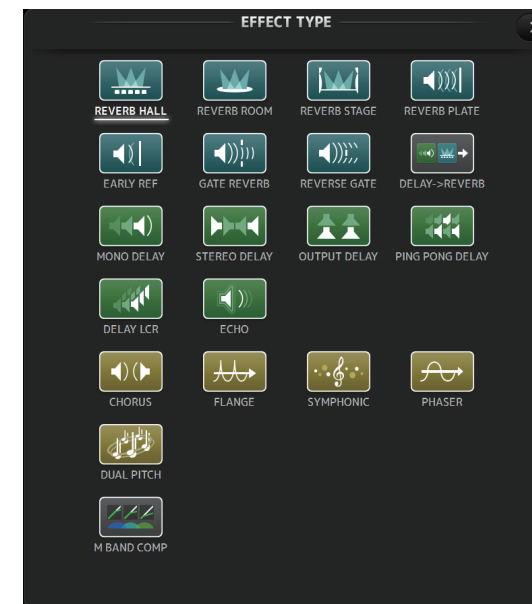 EFFECT TYPE
REVERB HALL REVERB ROOM REVERB STAGE REVERB PLATE
EARLY REF GATE REVERB REVERSE GATE DELAY->REVERB
MONO DELAY STEREO DELAY OUTPUT DELAY PING PONG DELAY
DELAY LCR ECHO
CHORUS FLANGE SYMPHONIC PHASER
DUAL PITCH
M BAND COMP